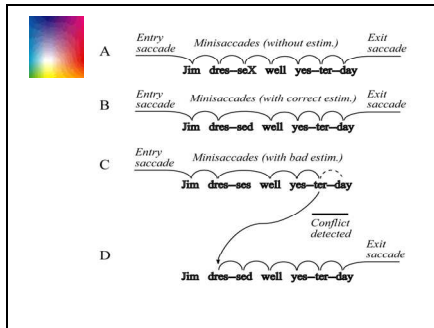 Entry saccade
Minisaccades (without estim.)
Exit saccade
A
Jim dres--seX well yes--ter--day
Entry saccade
Minisaccades (with correct estim.)
Exit saccade
B
Jim dres--sed well yes--ter--day
Entry saccade
Minisaccades (with bad estim.)
C
Jim dres--ses well yes--ter--day
Conflict detected
Exit saccade
D
Jim dres--sed well yes--ter--day